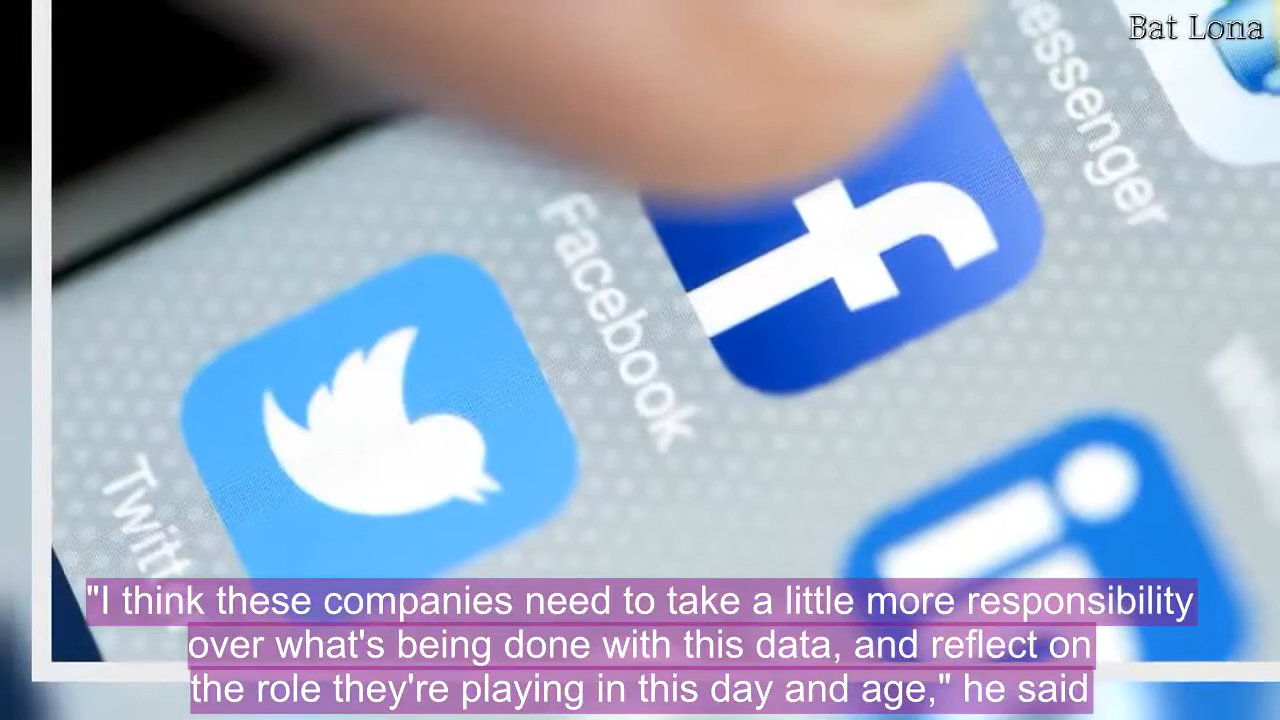 Bat Lona
essenger
Facebook
Twitt
"I think these companies need to take a little more responsibility
over what's being done with this data, and reflect on
the role they're playing in this day and age," he said